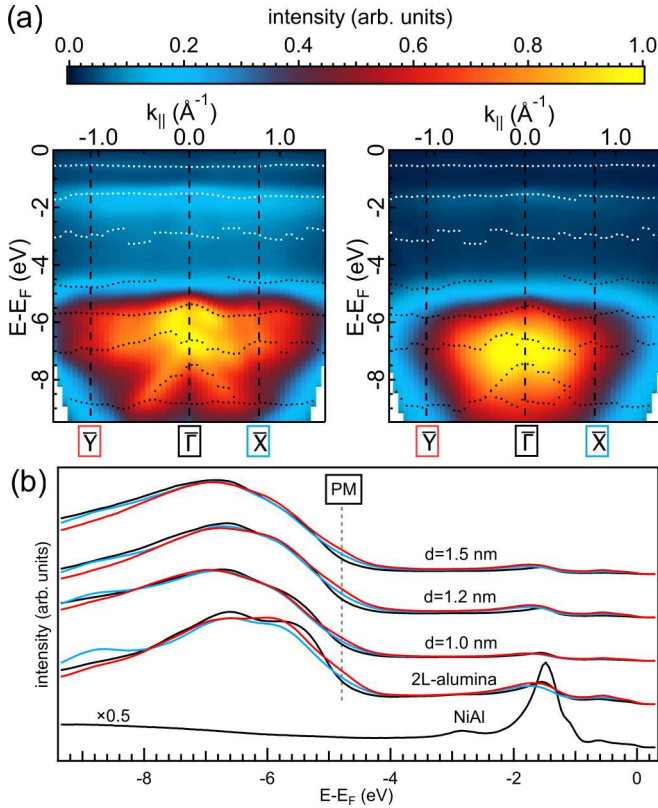 (a)
intensity (arb. units)
0.0 0.2 0.4 0.6 0.8 1.0
k|| (Å⁻¹) k|| (Å⁻¹)
-1.0 0.0 1.0 -1.0 0.0 1.0
E-E_F (eV) E-E_F (eV)
0 0
-2 -2
-4 -4
-6 -6
-8 -8
Y̅ Γ̅ X̅ Y̅ Γ̅ X̅
(b)
PM
intensity (arb. units)
d=1.5 nm
d=1.2 nm
d=1.0 nm
2L-alumina
×0.5
NiAl
-8 -6 -4 -2 0
E-E_F (eV)